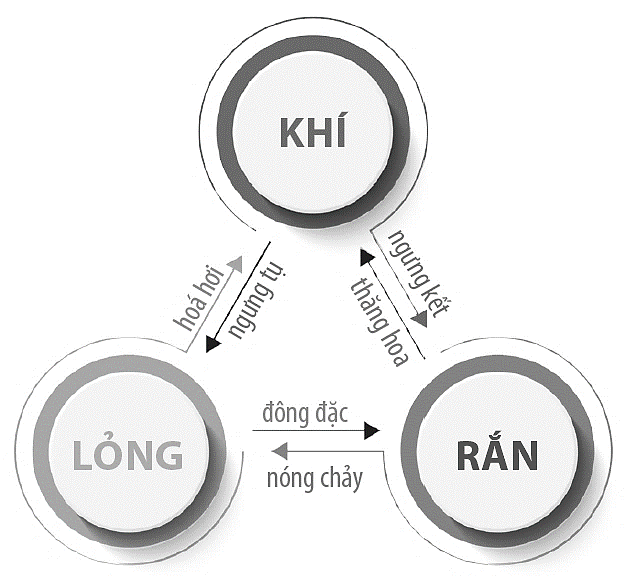 KHÍ
hoá hơi
ngưng tụ
thăng hoa
ngưng kết
LỎNG
đông đặc
nóng chảy
RẮN